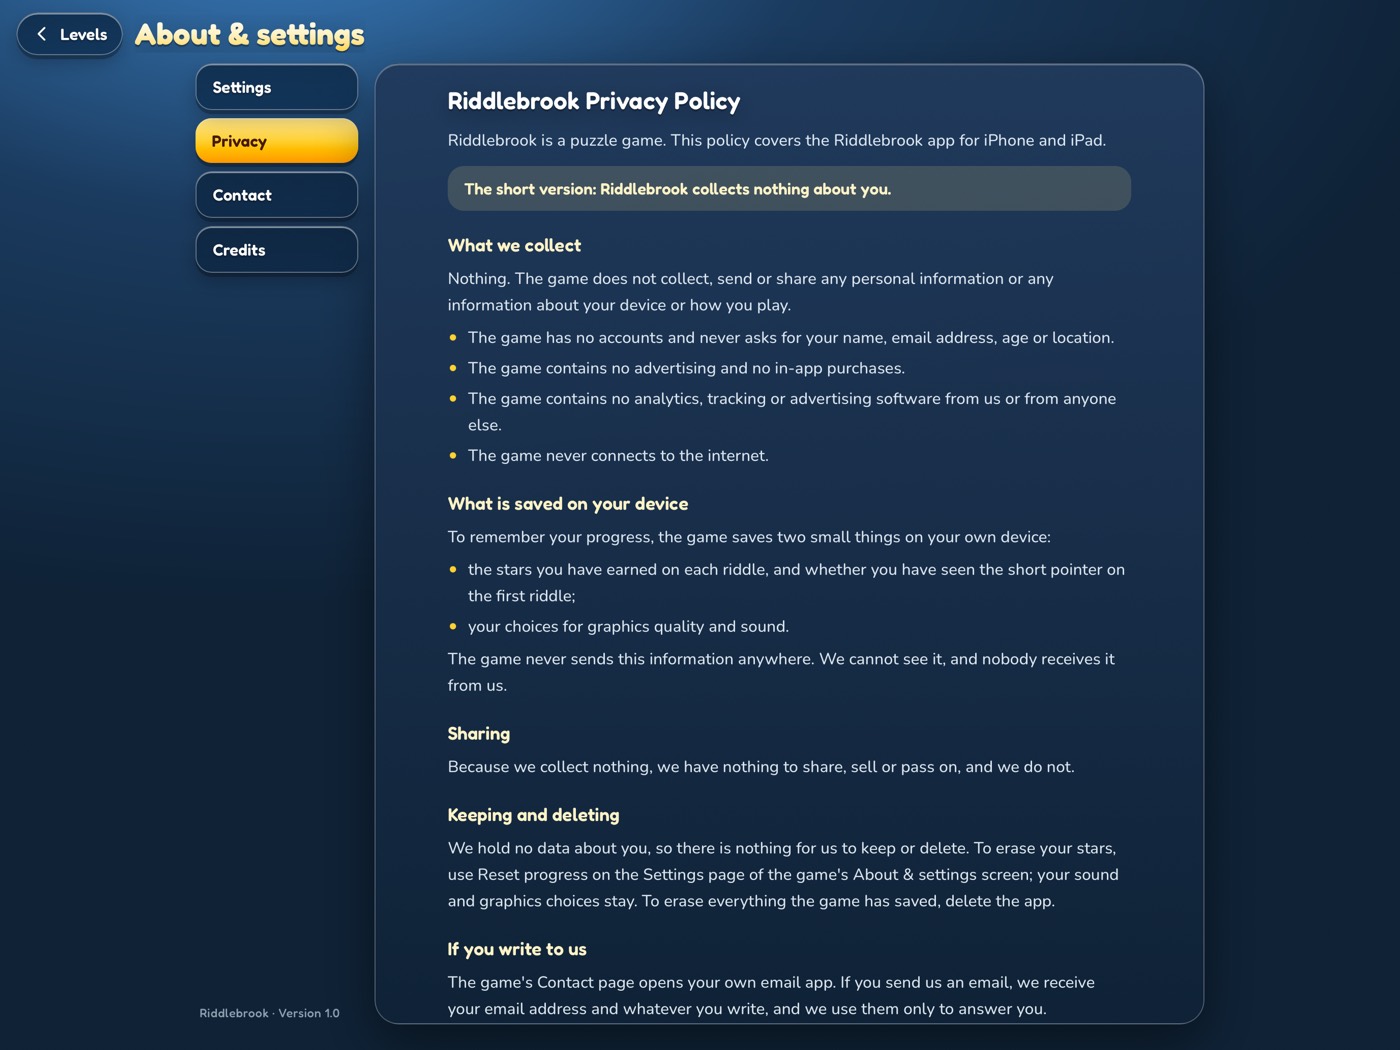 Levels
About & settings
Settings
Privacy
Contact
Credits
Riddlebrook Privacy Policy
Riddlebrook is a puzzle game. This policy covers the Riddlebrook app for iPhone and iPad.
The short version: Riddlebrook collects nothing about you.
What we collect
Nothing. The game does not collect, send or share any personal information or any
information about your device or how you play.
The game has no accounts and never asks for your name, email address, age or location.
The game contains no advertising and no in-app purchases.
The game contains no analytics, tracking or advertising software from us or from anyone
else.
The game never connects to the internet.
What is saved on your device
To remember your progress, the game saves two small things on your own device:
the stars you have earned on each riddle, and whether you have seen the short pointer on
the first riddle;
your choices for graphics quality and sound.
The game never sends this information anywhere. We cannot see it, and nobody receives it
from us.
Sharing
Because we collect nothing, we have nothing to share, sell or pass on, and we do not.
Keeping and deleting
We hold no data about you, so there is nothing for us to keep or delete. To erase your stars,
use Reset progress on the Settings page of the game's About & settings screen; your sound
and graphics choices stay. To erase everything the game has saved, delete the app.
If you write to us
The game's Contact page opens your own email app. If you send us an email, we receive
your email address and whatever you write, and we use them only to answer you.
Riddlebrook · Version 1.0